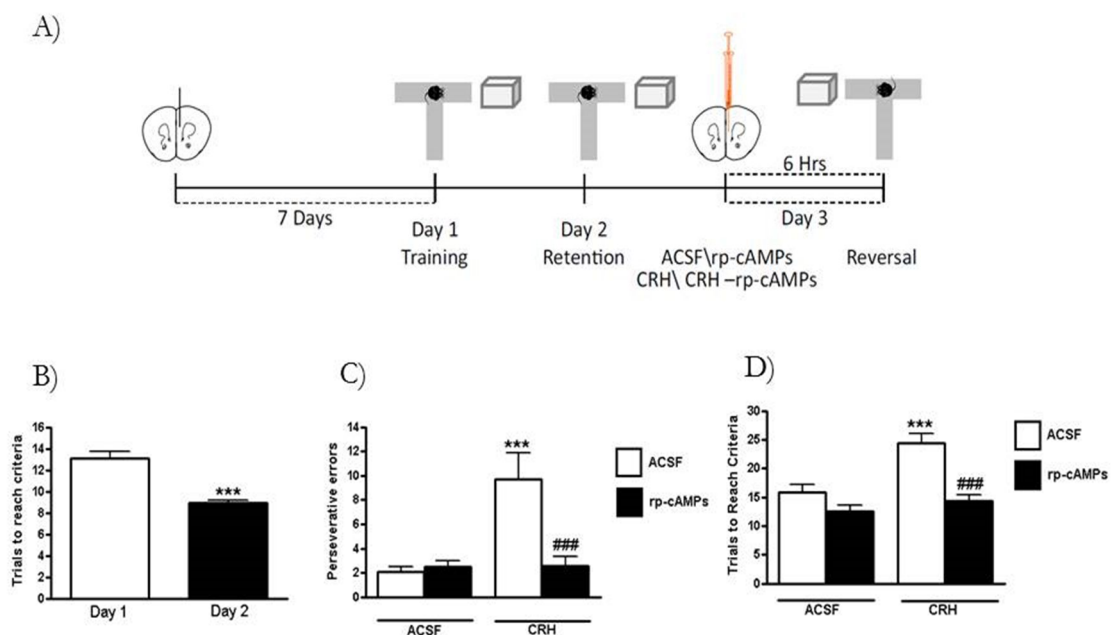 A)
6 Hrs
7 Days
Day 1
Training
Day 2
Retention
Day 3
ACSF\rp-cAMPs
CRH\ CRH –rp-cAMPs
Reversal
B)
Trials to reach criteria
16
14
12
10
8
6
4
2
0
***
Day 1
Day 2
C)
Perseverative errors
14
12
10
8
6
4
2
0
***
###
ACSF
CRH
ACSF
rp-cAMPs
D)
Trials to Reach Criteria
30
25
20
15
10
5
0
***
###
ACSF
CRH
ACSF
rp-cAMPs